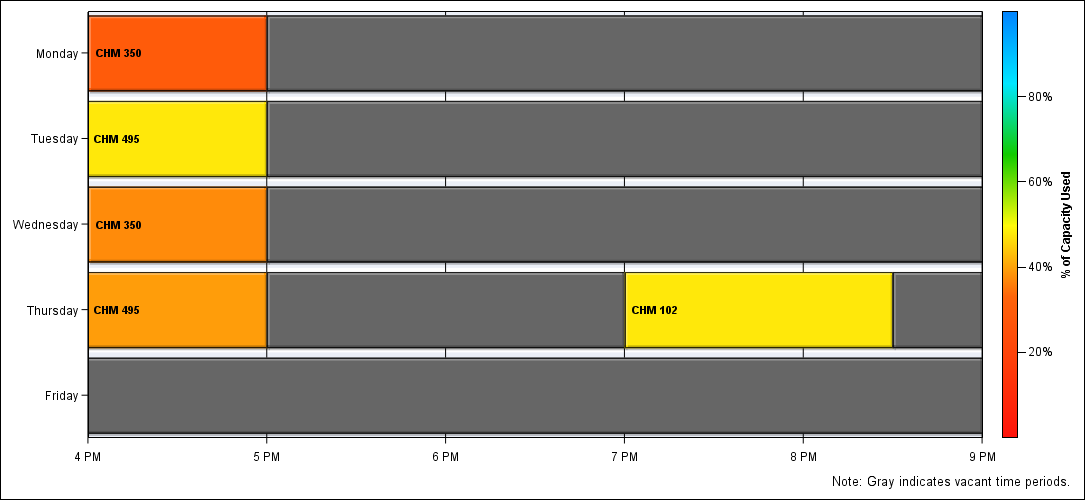 Monday
CHM 350
Tuesday
CHM 495
Wednesday
CHM 350
Thursday
CHM 495
CHM 102
Friday
4 PM
5 PM
6 PM
7 PM
8 PM
9 PM
80%
60%
40%
20%
% of Capacity Used
Note: Gray indicates vacant time periods.